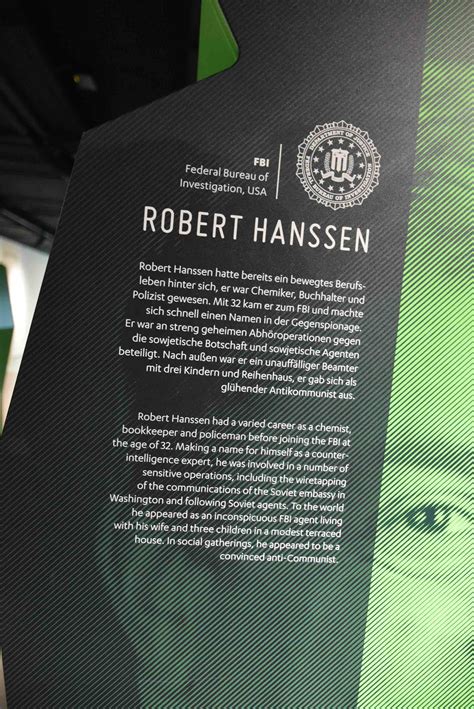 FBI
Federal Bureau of
Investigation, USA
DEPARTMENT OF JUSTICE
FEDERAL BUREAU OF INVESTIGATION
ROBERT HANSSEN
Robert Hanssen hatte bereits ein bewegtes Berufs-
leben hinter sich, er war Chemiker, Buchhalter und
Polizist gewesen. Mit 32 kam er zum FBI und machte
sich schnell einen Namen in der Gegenspionage.
Er war an streng geheimen Abhöroperationen gegen
die sowjetische Botschaft und sowjetische Agenten
beteiligt. Nach außen war er ein unauffälliger Beamter
mit drei Kindern und Reihenhaus, er gab sich als
glühender Antikommunist aus.
Robert Hanssen had a varied career as a chemist,
bookkeeper and policeman before joining the FBI at
the age of 32. Making a name for himself as a counter-
intelligence expert, he was involved in a number of
sensitive operations, including the wiretapping
of the communications of the Soviet embassy in
Washington and following Soviet agents. To the world
he appeared as an inconspicuous FBI agent living
with his wife and three children in a modest terraced
house. In social gatherings, he appeared to be a
convinced anti-Communist.